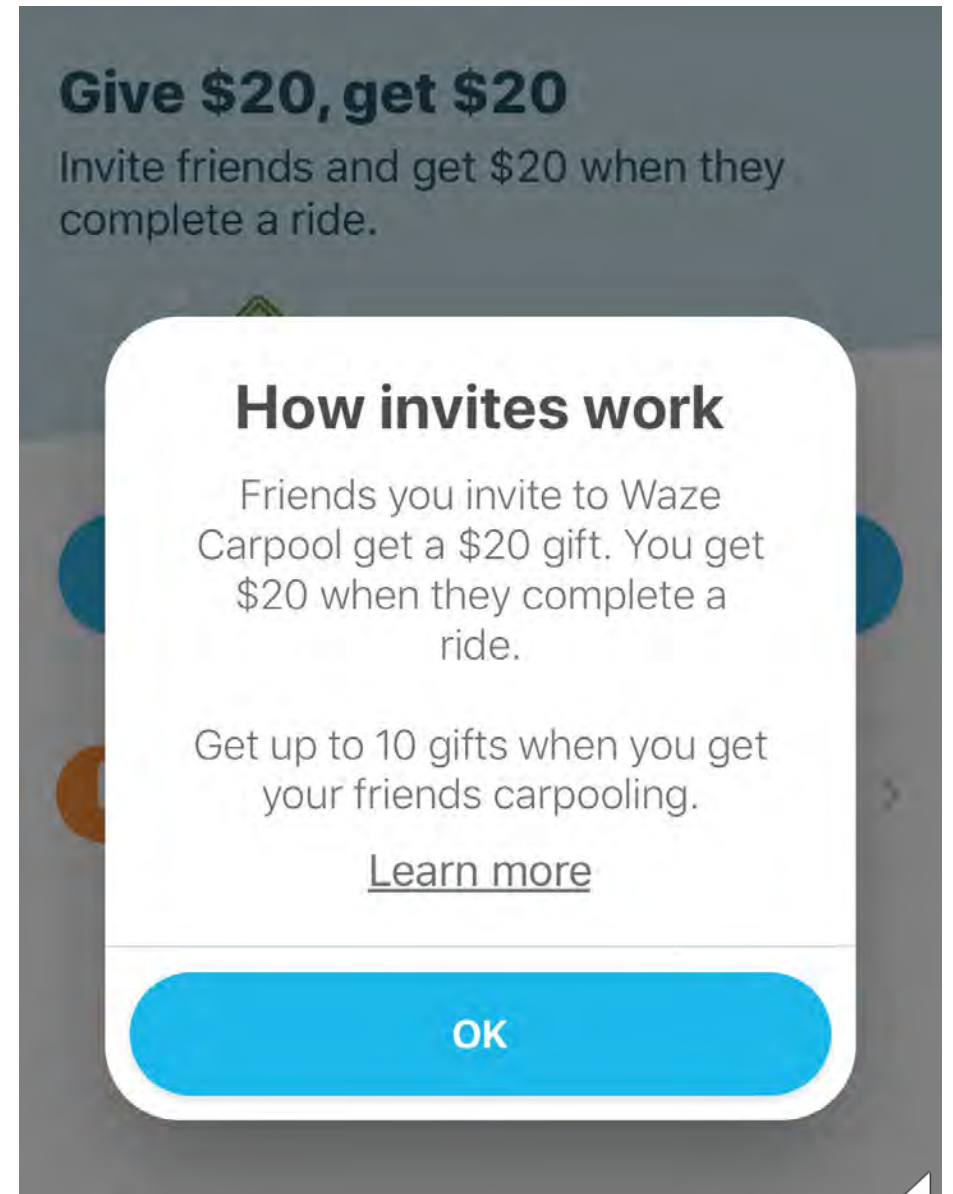 Give $20, get $20
Invite friends and get $20 when they
complete a ride.
How invites work
Friends you invite to Waze
Carpool get a $20 gift. You get
$20 when they complete a
ride.
Get up to 10 gifts when you get
your friends carpooling.
Learn more
OK